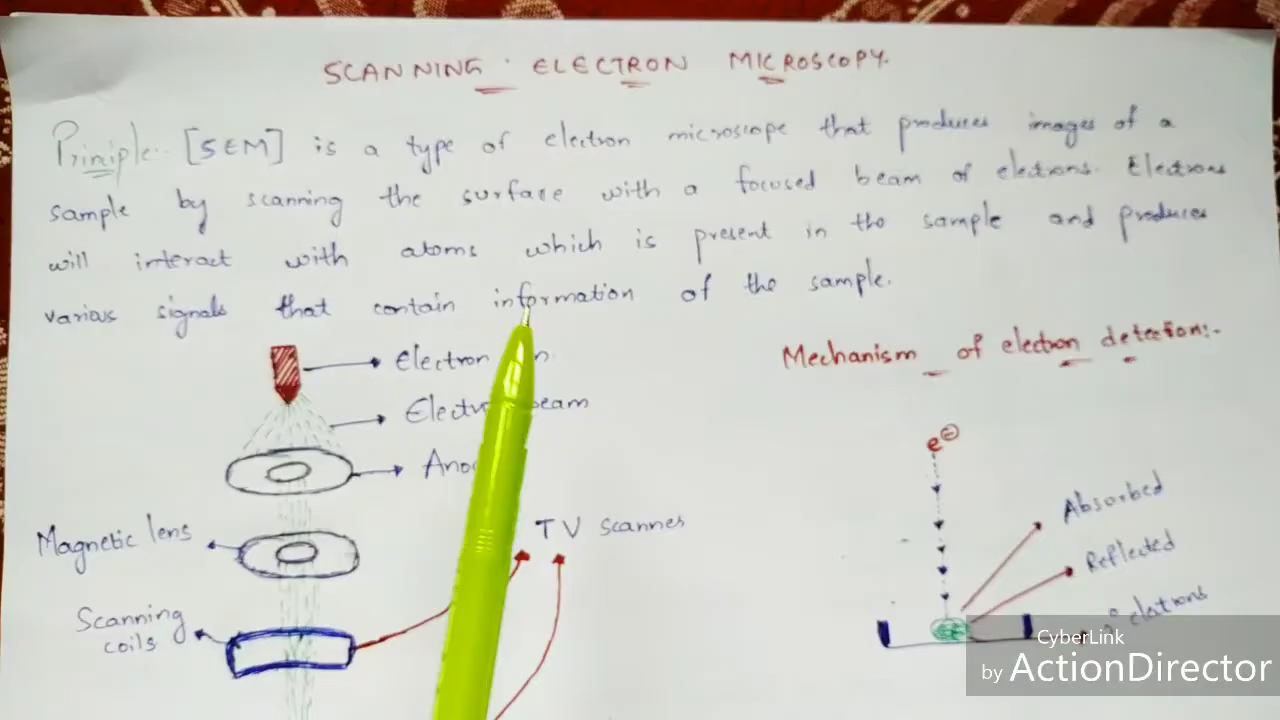 SCANNING ELECTRON MICROSCOPY.
Priniple:- [SEM] is a type of electron microscope that produces images of a
sample by scanning the surface with a focused beam of electrons. Electrons
will interact with atoms which is present in the sample and produces
various signals that contain information of the sample.
Mechanism of electron detection:-
Electron
Electron beam
e⊖
Absorbed
Reflected
Magnetic lens
TV Scanner
Scanning coils
electrons
CyberLink
by ActionDirector